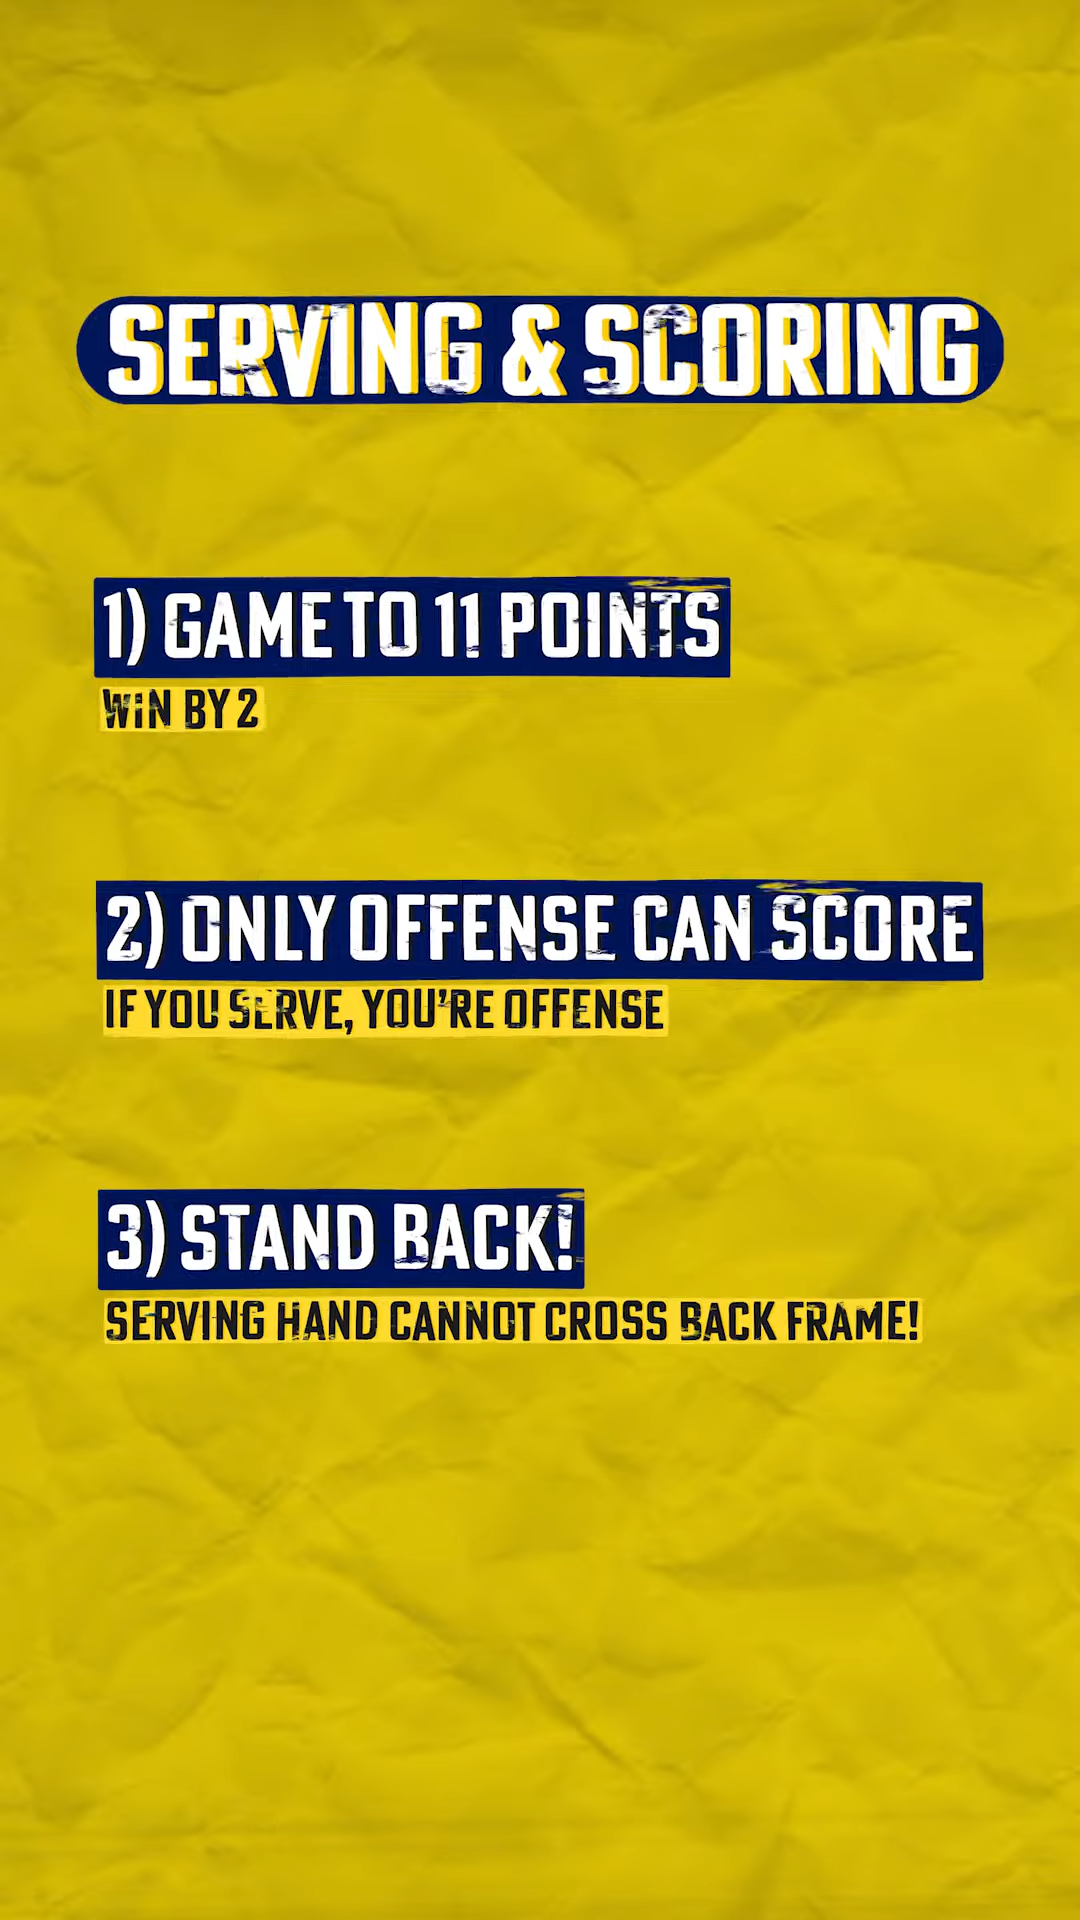 SERVING & SCORING
1) GAME TO 11 POINTS
WIN BY 2
2) ONLY OFFENSE CAN SCORE
IF YOU SERVE, YOU'RE OFFENSE
3) STAND BACK!
SERVING HAND CANNOT CROSS BACK FRAME!